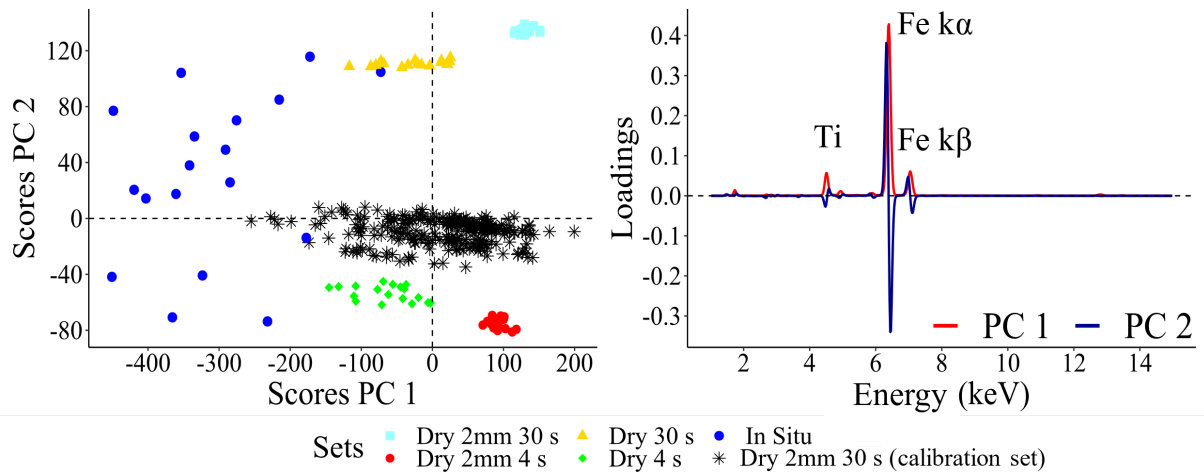 Scores PC 2
120
80
40
0
-40
-80
-400 -300 -200 -100 0 100 200
Scores PC 1
Loadings
0.4
0.3
0.2
0.1
0.0
-0.1
-0.2
-0.3
Fe kα
Ti
Fe kβ
PC 1 PC 2
2 4 6 8 10 12 14
Energy (keV)
Sets
Dry 2mm 30 s Dry 30 s In Situ
Dry 2mm 4 s Dry 4 s Dry 2mm 30 s (calibration set)